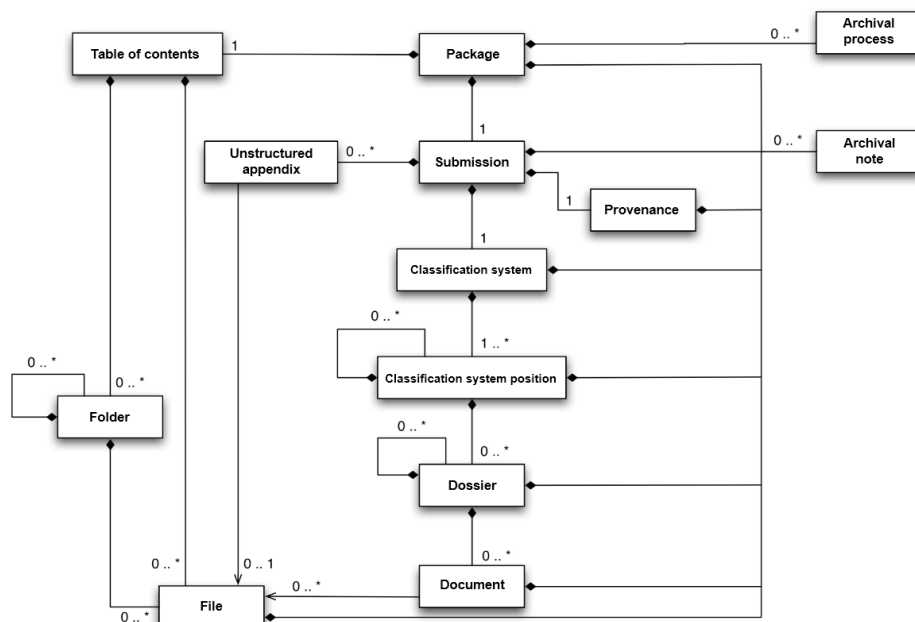 Table of contents
1
Package
0 .. *
Archival
process
1
Unstructured
appendix
0 .. *
Submission
0 .. *
Archival
note
1
Provenance
1
Classification system
0 .. *
1 .. *
Classification system position
0 .. *
0 .. *
Folder
0 .. *
0 .. *
Dossier
0 .. *
0 .. *
0 .. 1
0 .. *
Document
File
0 .. *